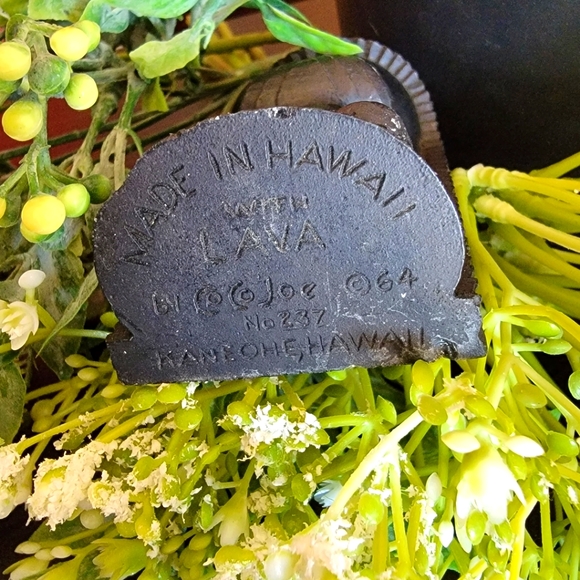 MADE IN HAWAII
WITH
LAVA
BY COCO JOE ©64
No 237
KANEOHE, HAWAII